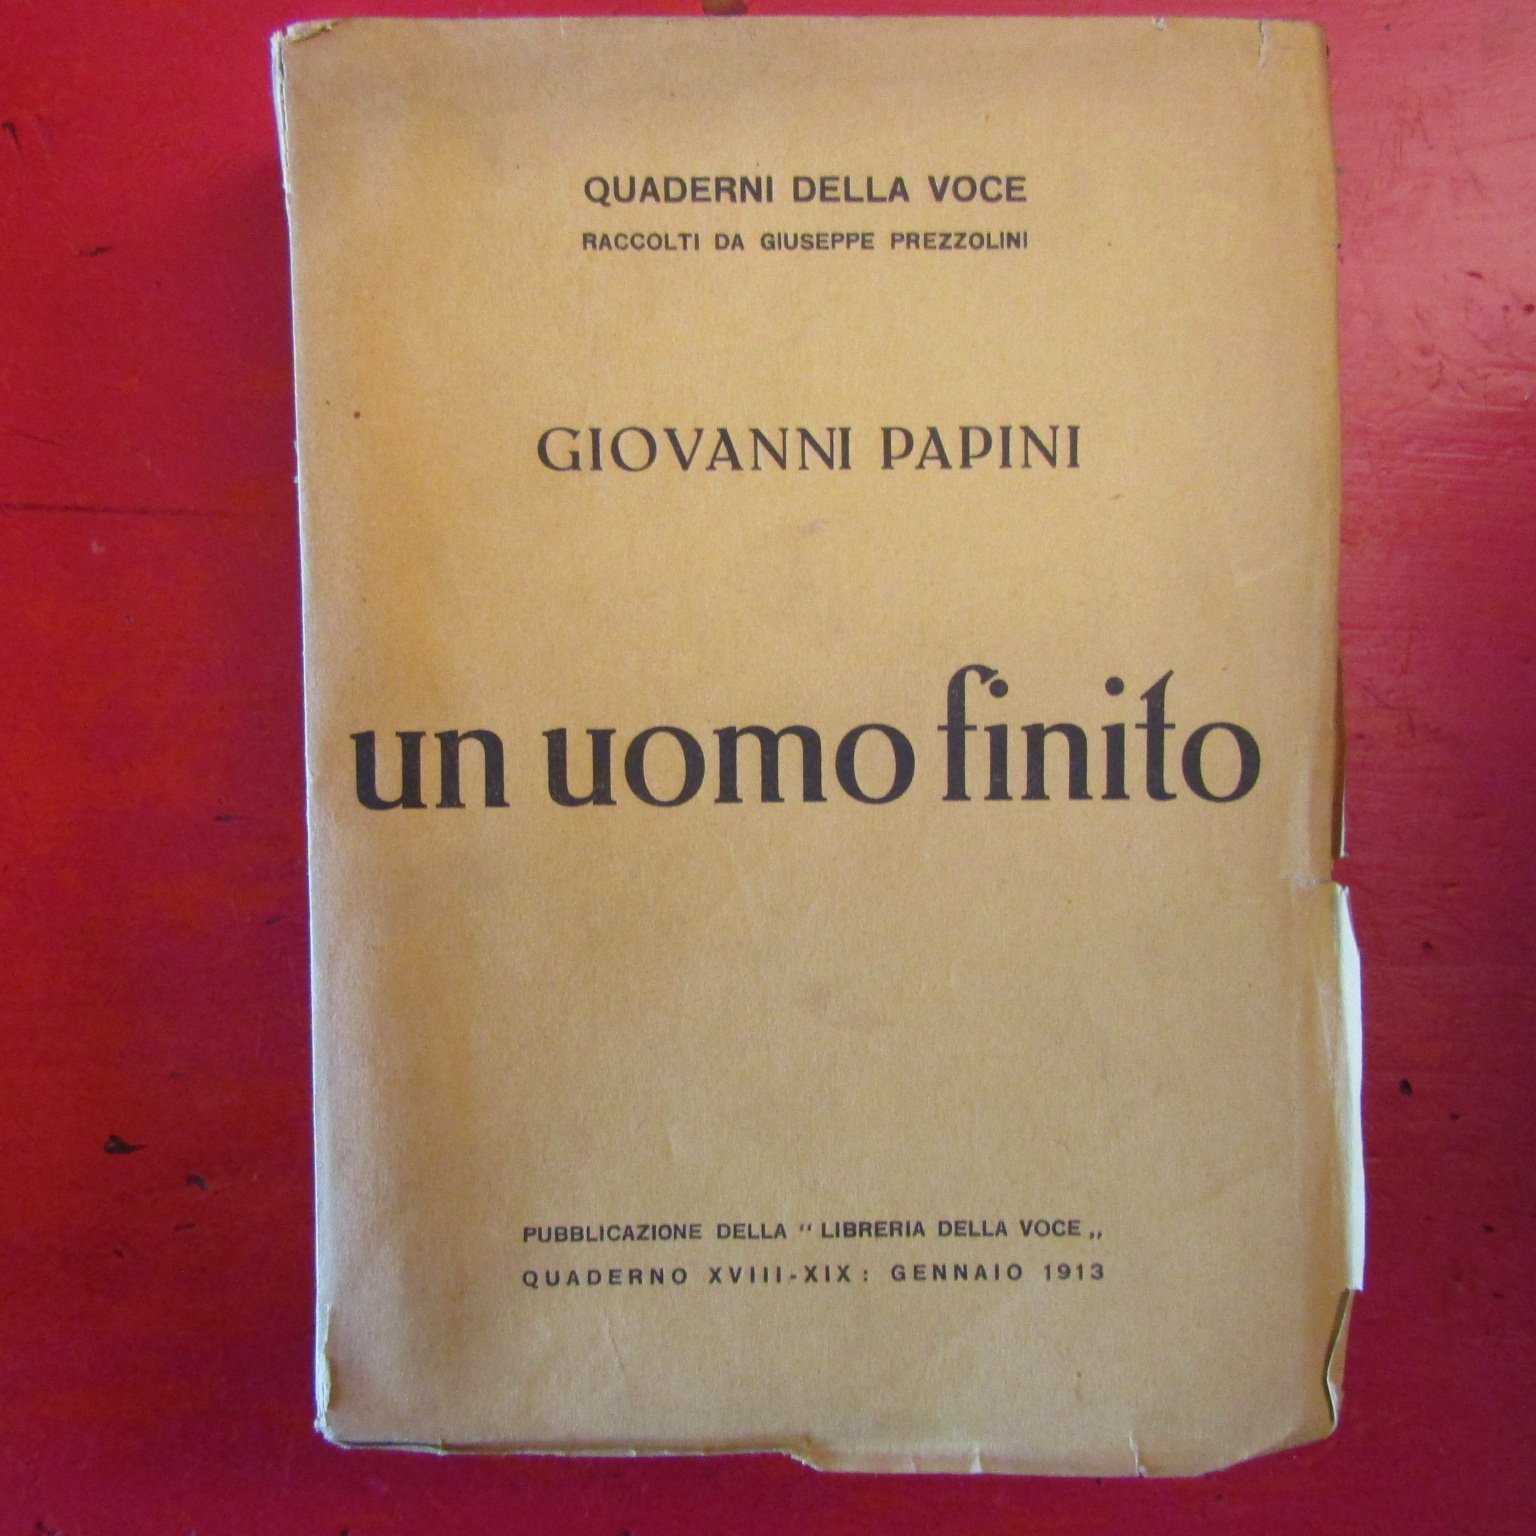 QUADERNI DELLA VOCE
RACCOLTI DA GIUSEPPE PREZZOLINI
GIOVANNI PAPINI
un uomo finito
PUBBLICAZIONE DELLA “ LIBRERIA DELLA VOCE „
QUADERNO XVIII-XIX: GENNAIO 1913